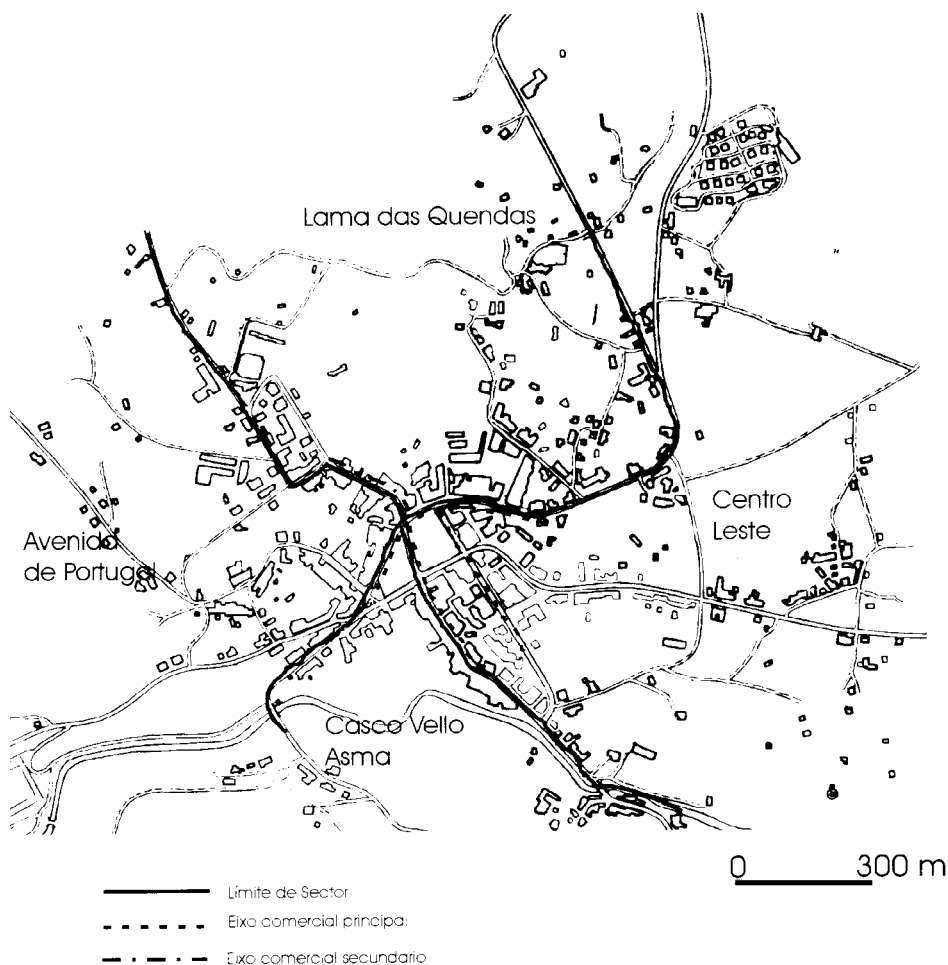 Lama das Quendas
Avenida
de Portugal
Centro
Leste
Casco Vello
Asma
0 300 m
Límite de Sector
Eixo comercial principal
Eixo comercial secundario